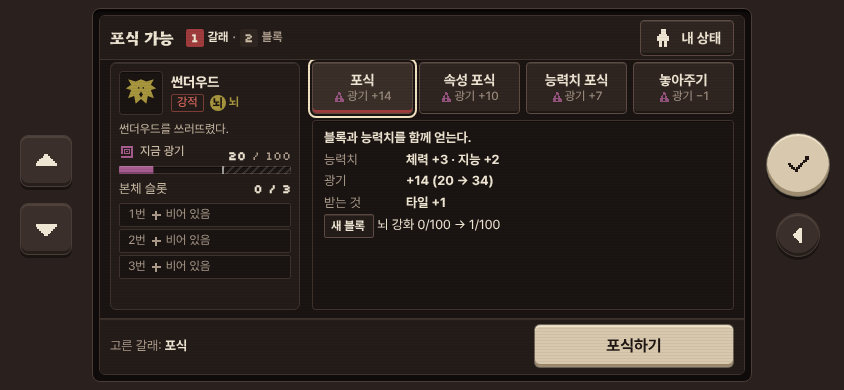 포식 가능 1 갈래 · 2 블록
내 상태
썬더우드
강적 뇌 뇌
썬더우드를 쓰러뜨렸다.
지금 광기 20 / 100
본체 슬롯 0 / 3
1번 + 비어 있음
2번 + 비어 있음
3번 + 비어 있음
포식
광기 +14
속성 포식
광기 +10
능력치 포식
광기 +7
놓아주기
광기 −1
블록과 능력치를 함께 얻는다.
능력치 체력 +3 · 지능 +2
광기 +14 (20 → 34)
받는 것 타일 +1
새 블록 뇌 강화 0/100 → 1/100
고른 갈래: 포식
포식하기